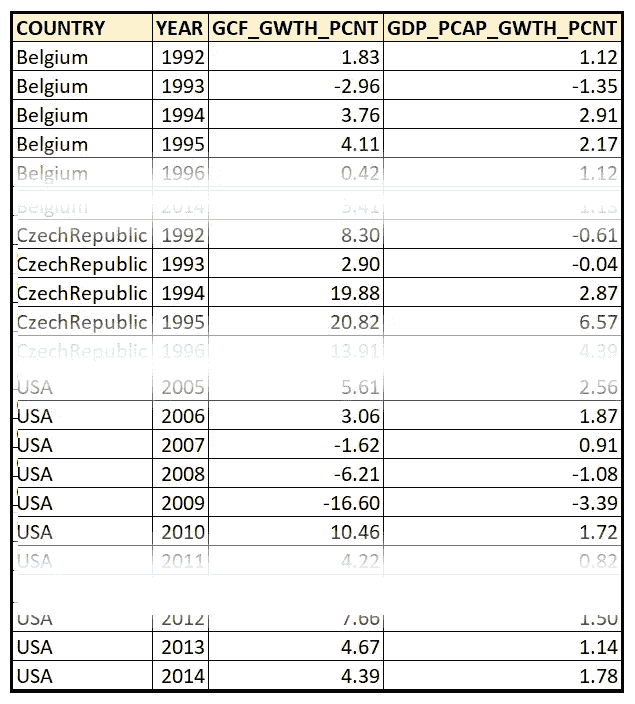 COUNTRY YEAR GCF_GWTH_PCNT GDP_PCAP_GWTH_PCNT
Belgium 1992 1.83 1.12
Belgium 1993 -2.96 -1.35
Belgium 1994 3.76 2.91
Belgium 1995 4.11 2.17
Belgium 1996 0.42 1.12
Belgium 2014 5.41 1.13
CzechRepublic 1992 8.30 -0.61
CzechRepublic 1993 2.90 -0.04
CzechRepublic 1994 19.88 2.87
CzechRepublic 1995 20.82 6.57
CzechRepublic 1996 13.91 4.39
USA 2005 5.61 2.56
USA 2006 3.06 1.87
USA 2007 -1.62 0.91
USA 2008 -6.21 -1.08
USA 2009 -16.60 -3.39
USA 2010 10.46 1.72
USA 2011 4.22 0.82
USA 2012 7.66 1.50
USA 2013 4.67 1.14
USA 2014 4.39 1.78